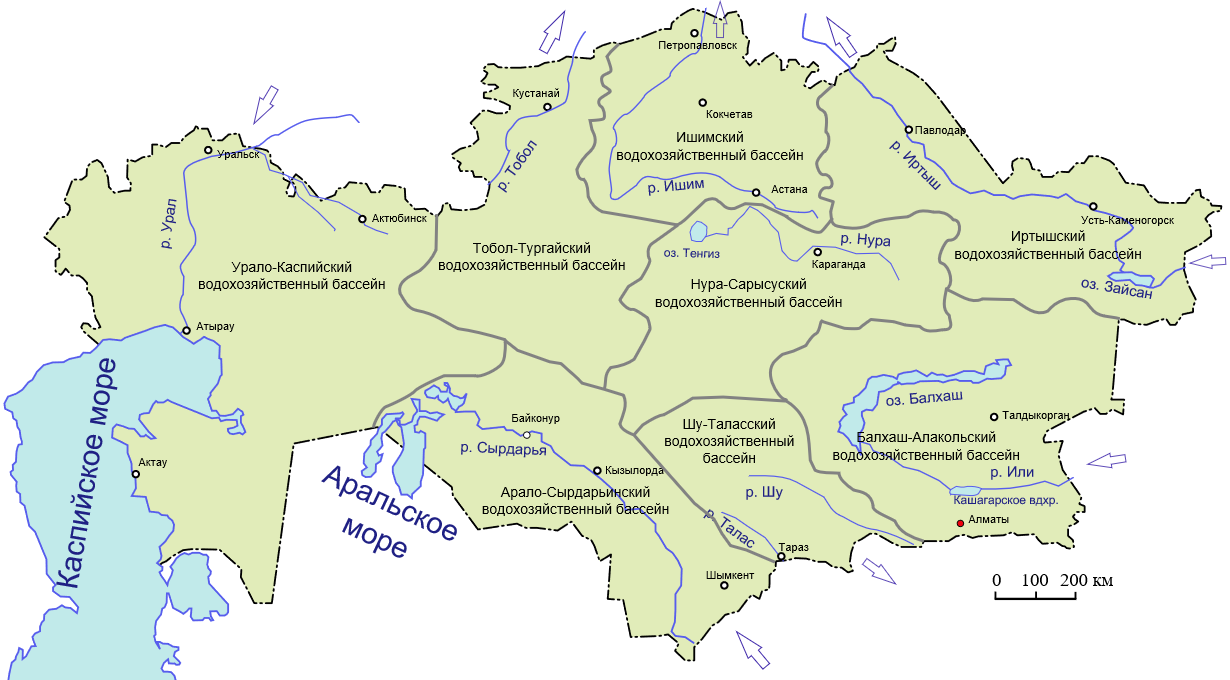 Петропавловск
Кустанай
Кокчетав
Павлодар
Ишимский
водохозяйственный бассейн
р. Тобол
р. Иртыш
Уральск
р. Ишим
Астана
Актюбинск
Усть-Каменогорск
р. Урал
Иртышский
водохозяйственный бассейн
Тобол-Тургайский
водохозяйственный бассейн
оз. Тенгиз
р. Нура
Караганда
Урало-Каспийский
водохозяйственный бассейн
Нура-Сарысуский
водохозяйственный бассейн
оз. Зайсан
Атырау
Каспийское море
оз. Балхаш
Талдыкорган
Байконур
р. Сырдарья
Шу-Таласский
водохозяйственный
бассейн
Балхаш-Алакольский
водохозяйственный бассейн
Актау
Кызылорда
р. Или
Аральское
море
Арало-Сырдарьинский
водохозяйственный бассейн
р. Шу
Кашагарское вдхр.
р. Талас
Алматы
Тараз
Шымкент
0 100 200 км